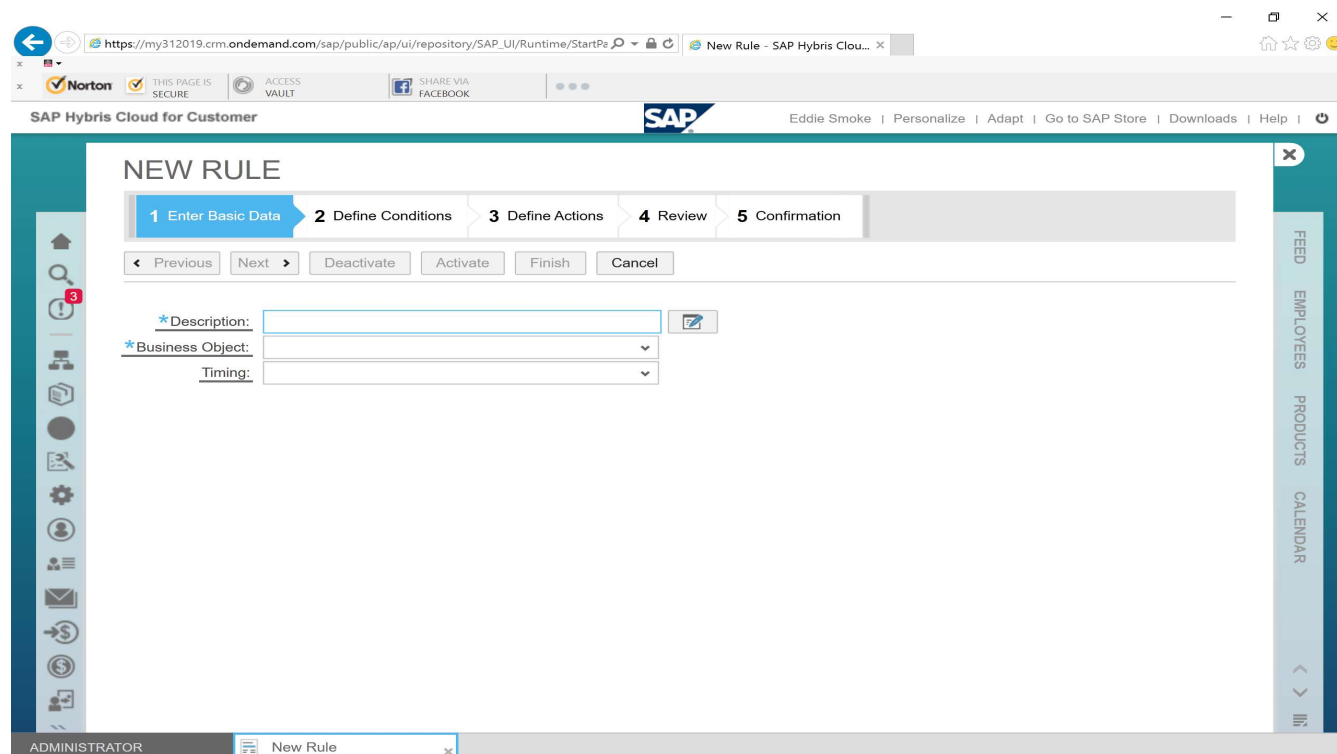 https://my312019.crm.ondemand.com/sap/public/ap/ui/repository/SAP_UI/Runtime/StartPa
New Rule - SAP Hybris Clou...
Norton
THIS PAGE IS
SECURE
ACCESS
VAULT
SHARE VIA
FACEBOOK
SAP Hybris Cloud for Customer
SAP
Eddie Smoke | Personalize | Adapt | Go to SAP Store | Downloads | Help |
NEW RULE
1 Enter Basic Data
2 Define Conditions
3 Define Actions
4 Review
5 Confirmation
Previous
Next
Deactivate
Activate
Finish
Cancel
3
*Description:
*Business Object:
Timing:
FEED
EMPLOYEES
PRODUCTS
CALENDAR
ADMINISTRATOR
New Rule